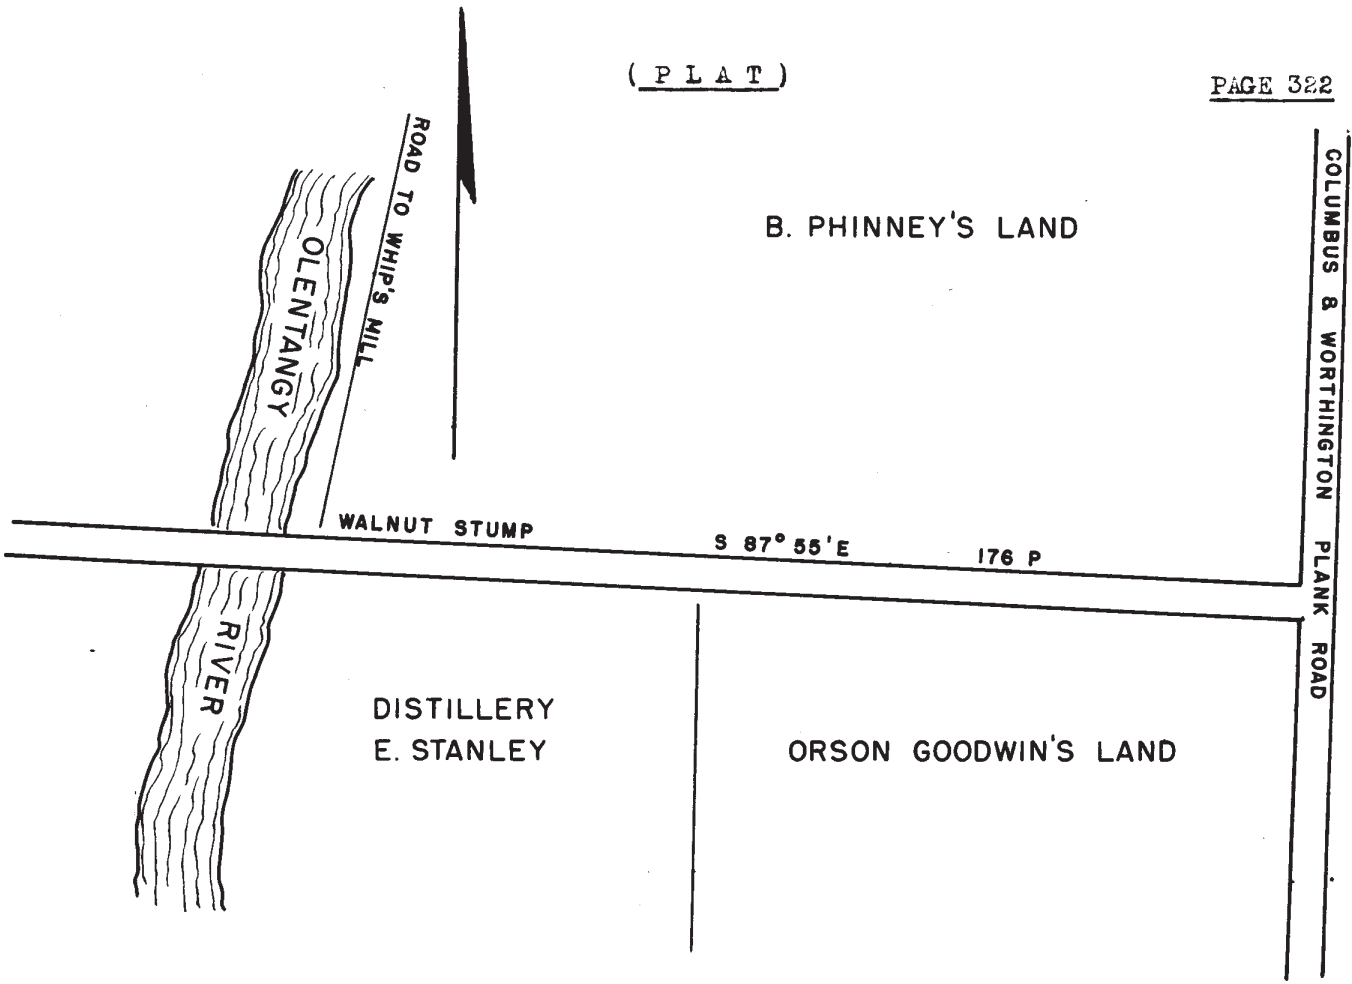 ( P L A T )
PAGE 322
ROAD TO WHIP'S MILL
B. PHINNEY'S LAND
COLUMBUS & WORTHINGTON PLANK ROAD
OLENTANGY RIVER
WALNUT STUMP
S 87° 55' E
176 P
DISTILLERY
E. STANLEY
ORSON GOODWIN'S LAND